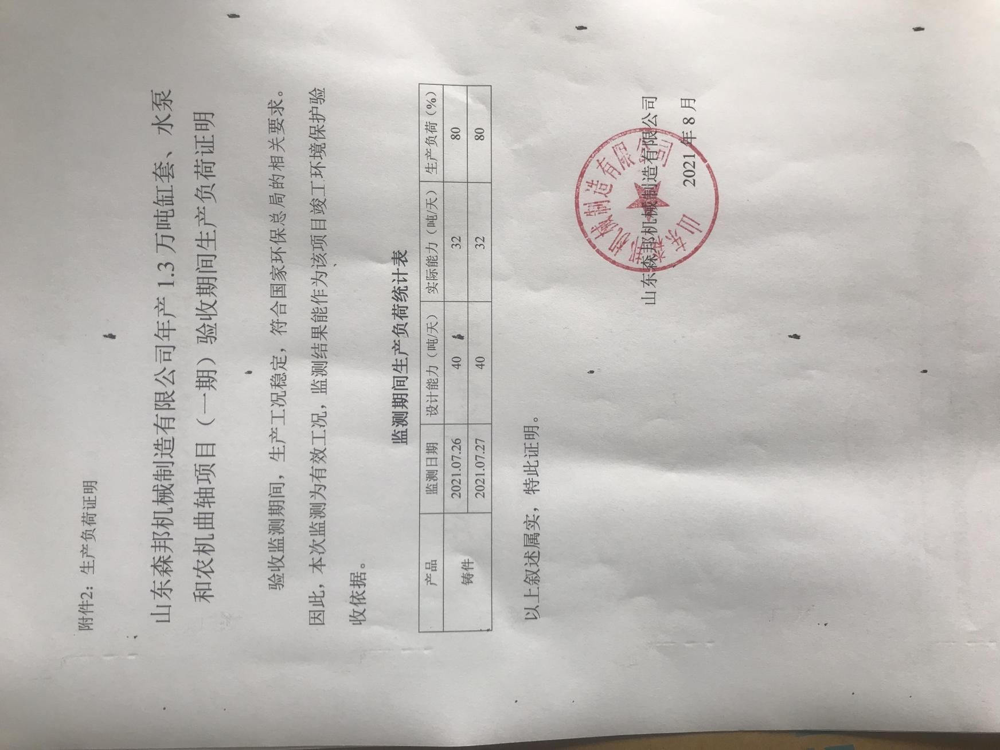 附件2：生产负荷证明
山东森邦机械制造有限公司年产 1.3 万吨缸套、水泵
和农机曲轴项目（一期）验收期间生产负荷证明
验收监测期间，生产工况稳定，符合国家环保总局的相关要求。
因此，本次监测为有效工况，监测结果能作为该项目竣工环境保护验
收依据。
监测期间生产负荷统计表
产品 监测日期 设计能力（吨/天） 实际能力（吨/天） 生产负荷（%）
铸件 2021.07.26 40 32 80
2021.07.27 40 32 80
以上叙述属实，特此证明。
山东森邦机械制造有限公司
山东森邦机械制造有限公司
2021 年 8 月